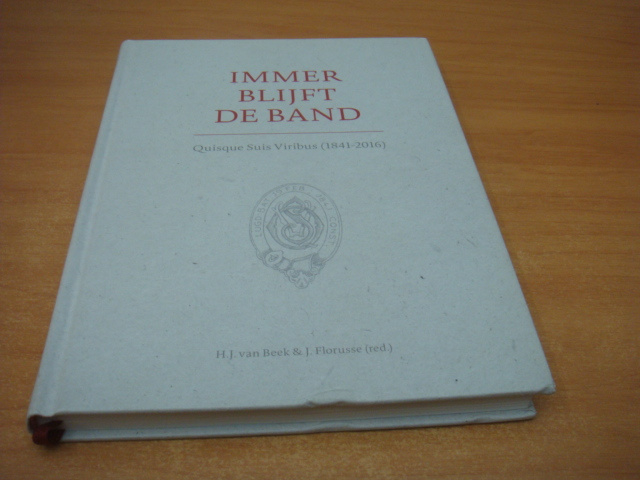 IMMER
BLIJFT
DE BAND
Quisque Suis Viribus (1841-2016)
H.J. van Beek & J. Florusse (red.)